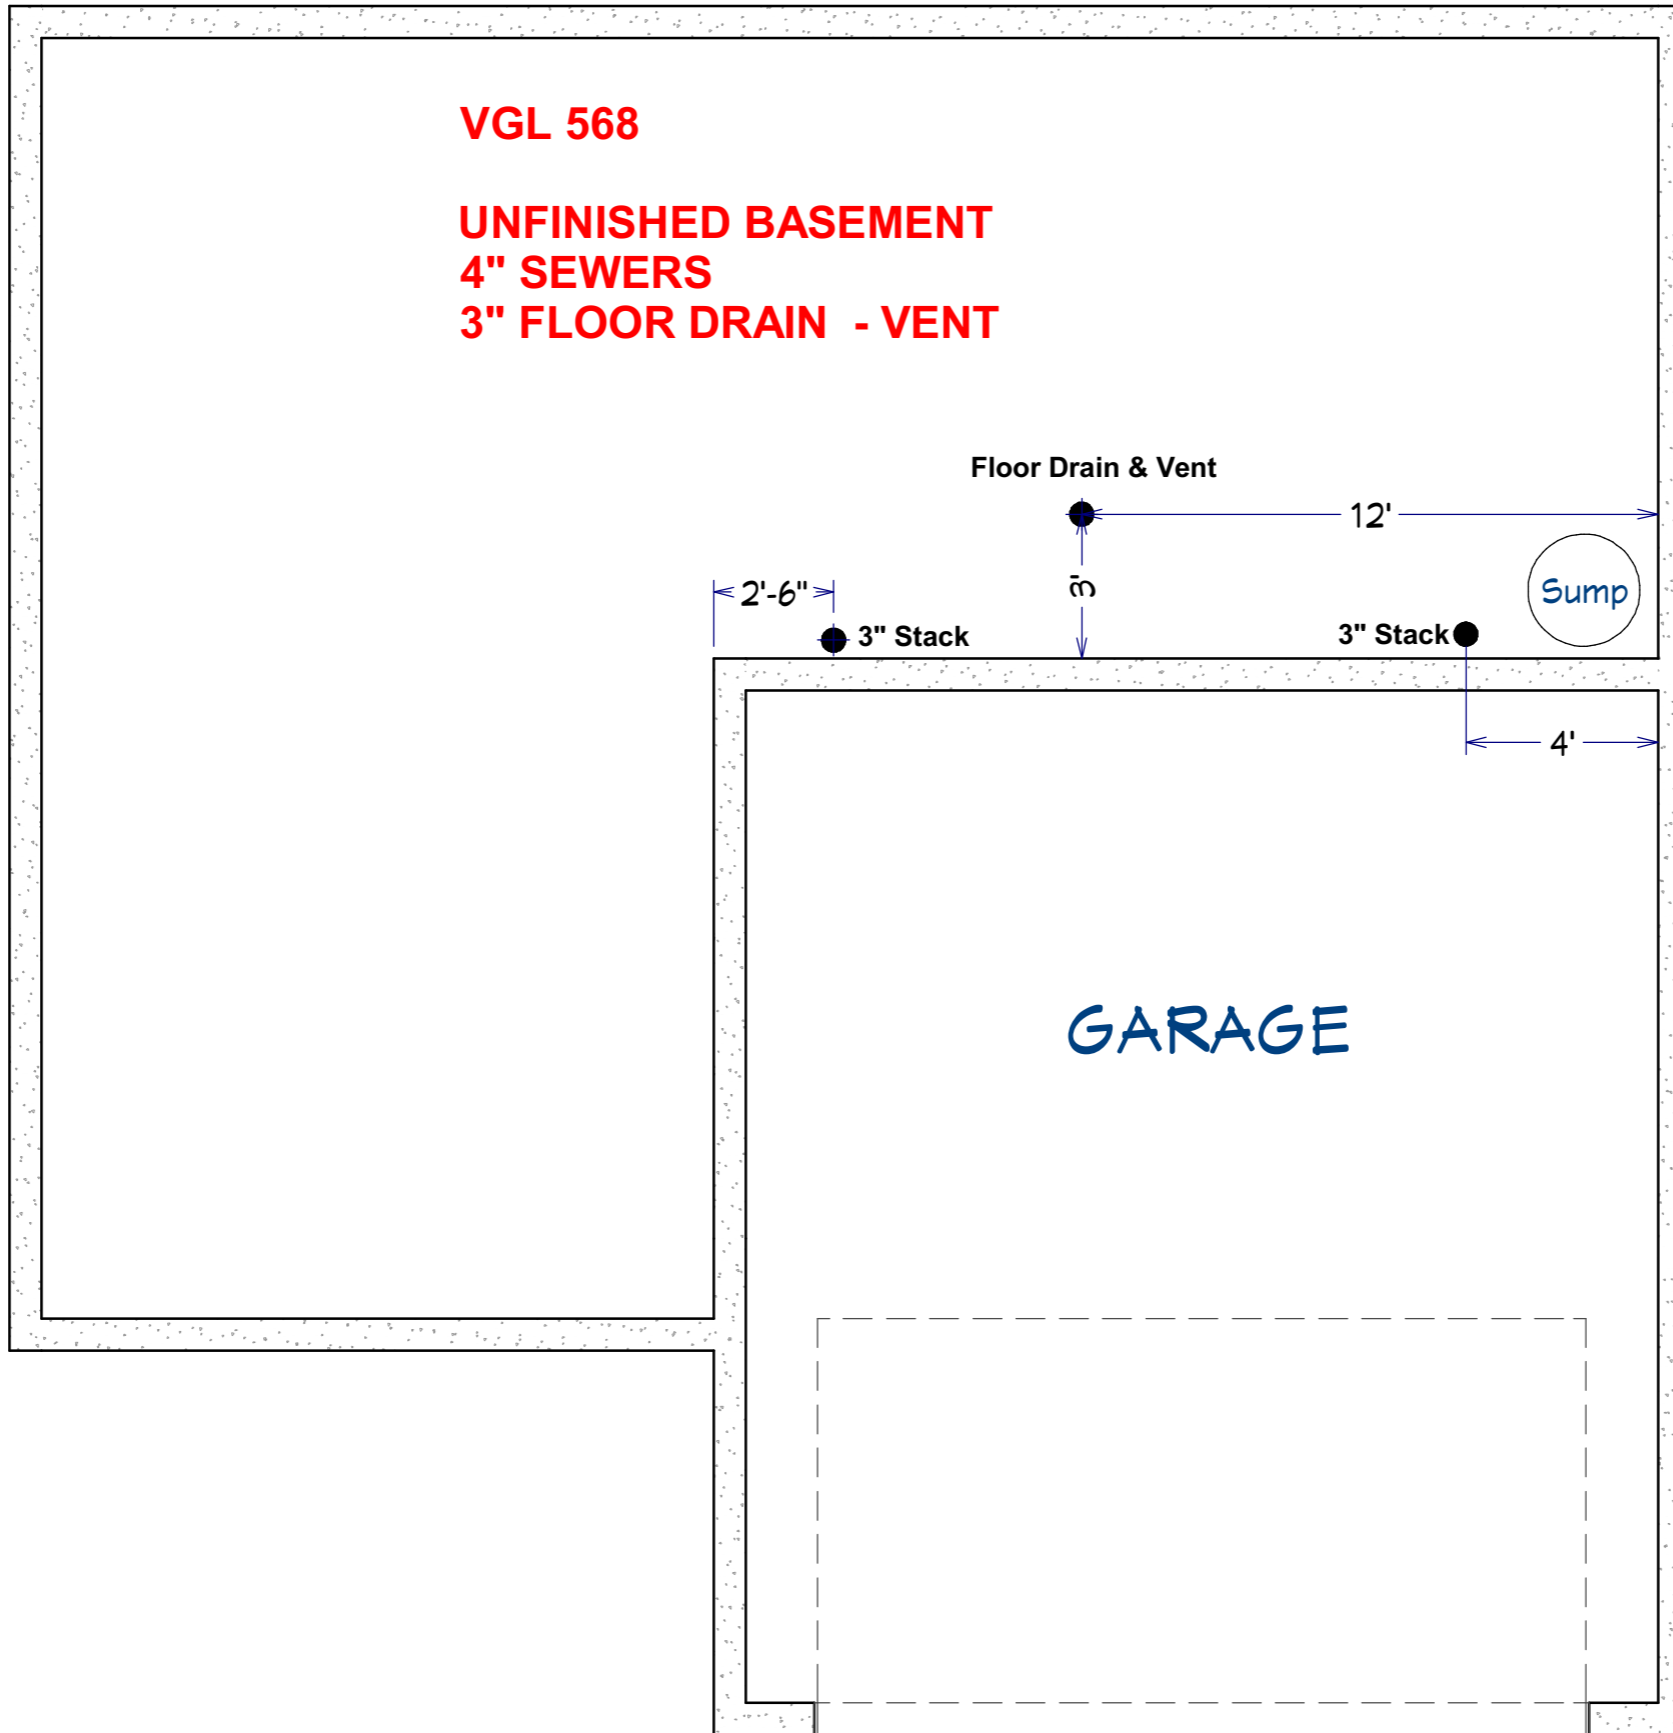 VGL 568
UNFINISHED BASEMENT
4" SEWERS
3" FLOOR DRAIN - VENT
Floor Drain & Vent
12'
Sump
2'-6"
3'
3" Stack
3" Stack
4'
GARAGE